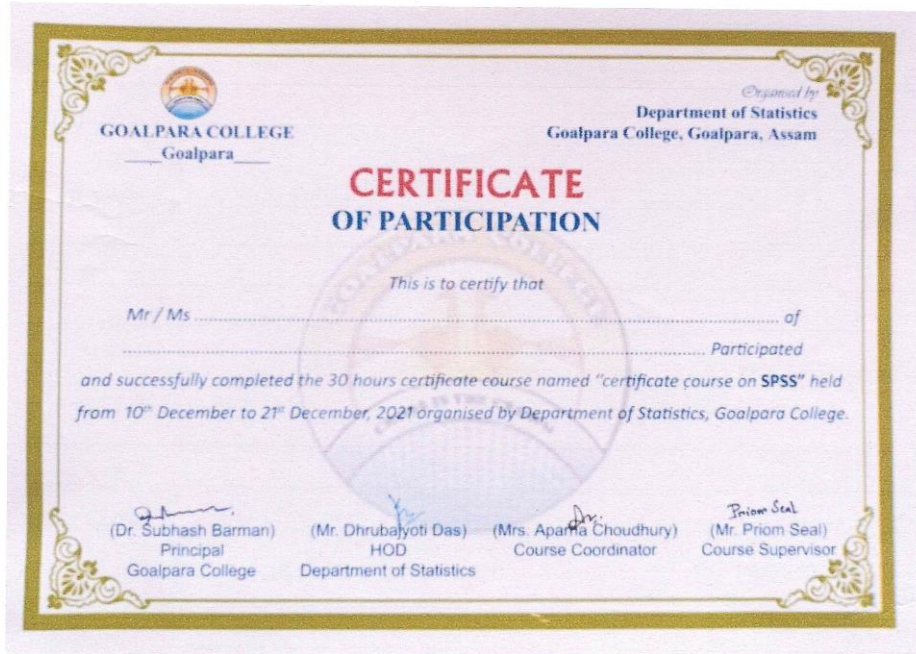 GOALPARA COLLEGE
Goalpara
Organised by
Department of Statistics
Goalpara College, Goalpara, Assam
CERTIFICATE
OF PARTICIPATION
This is to certify that
Mr / Ms ........................................ of
........................................ Participated
and successfully completed the 30 hours certificate course named "certificate course on SPSS" held
from 10th December to 21st December, 2021 organised by Department of Statistics, Goalpara College.
Priom Seal
(Dr. Subhash Barman) (Mr. Dhrubajyoti Das) (Mrs. Aparna Choudhury) (Mr. Priom Seal)
Principal HOD Course Coordinator Course Supervisor
Goalpara College Department of Statistics
GOALPARA COLLEGE